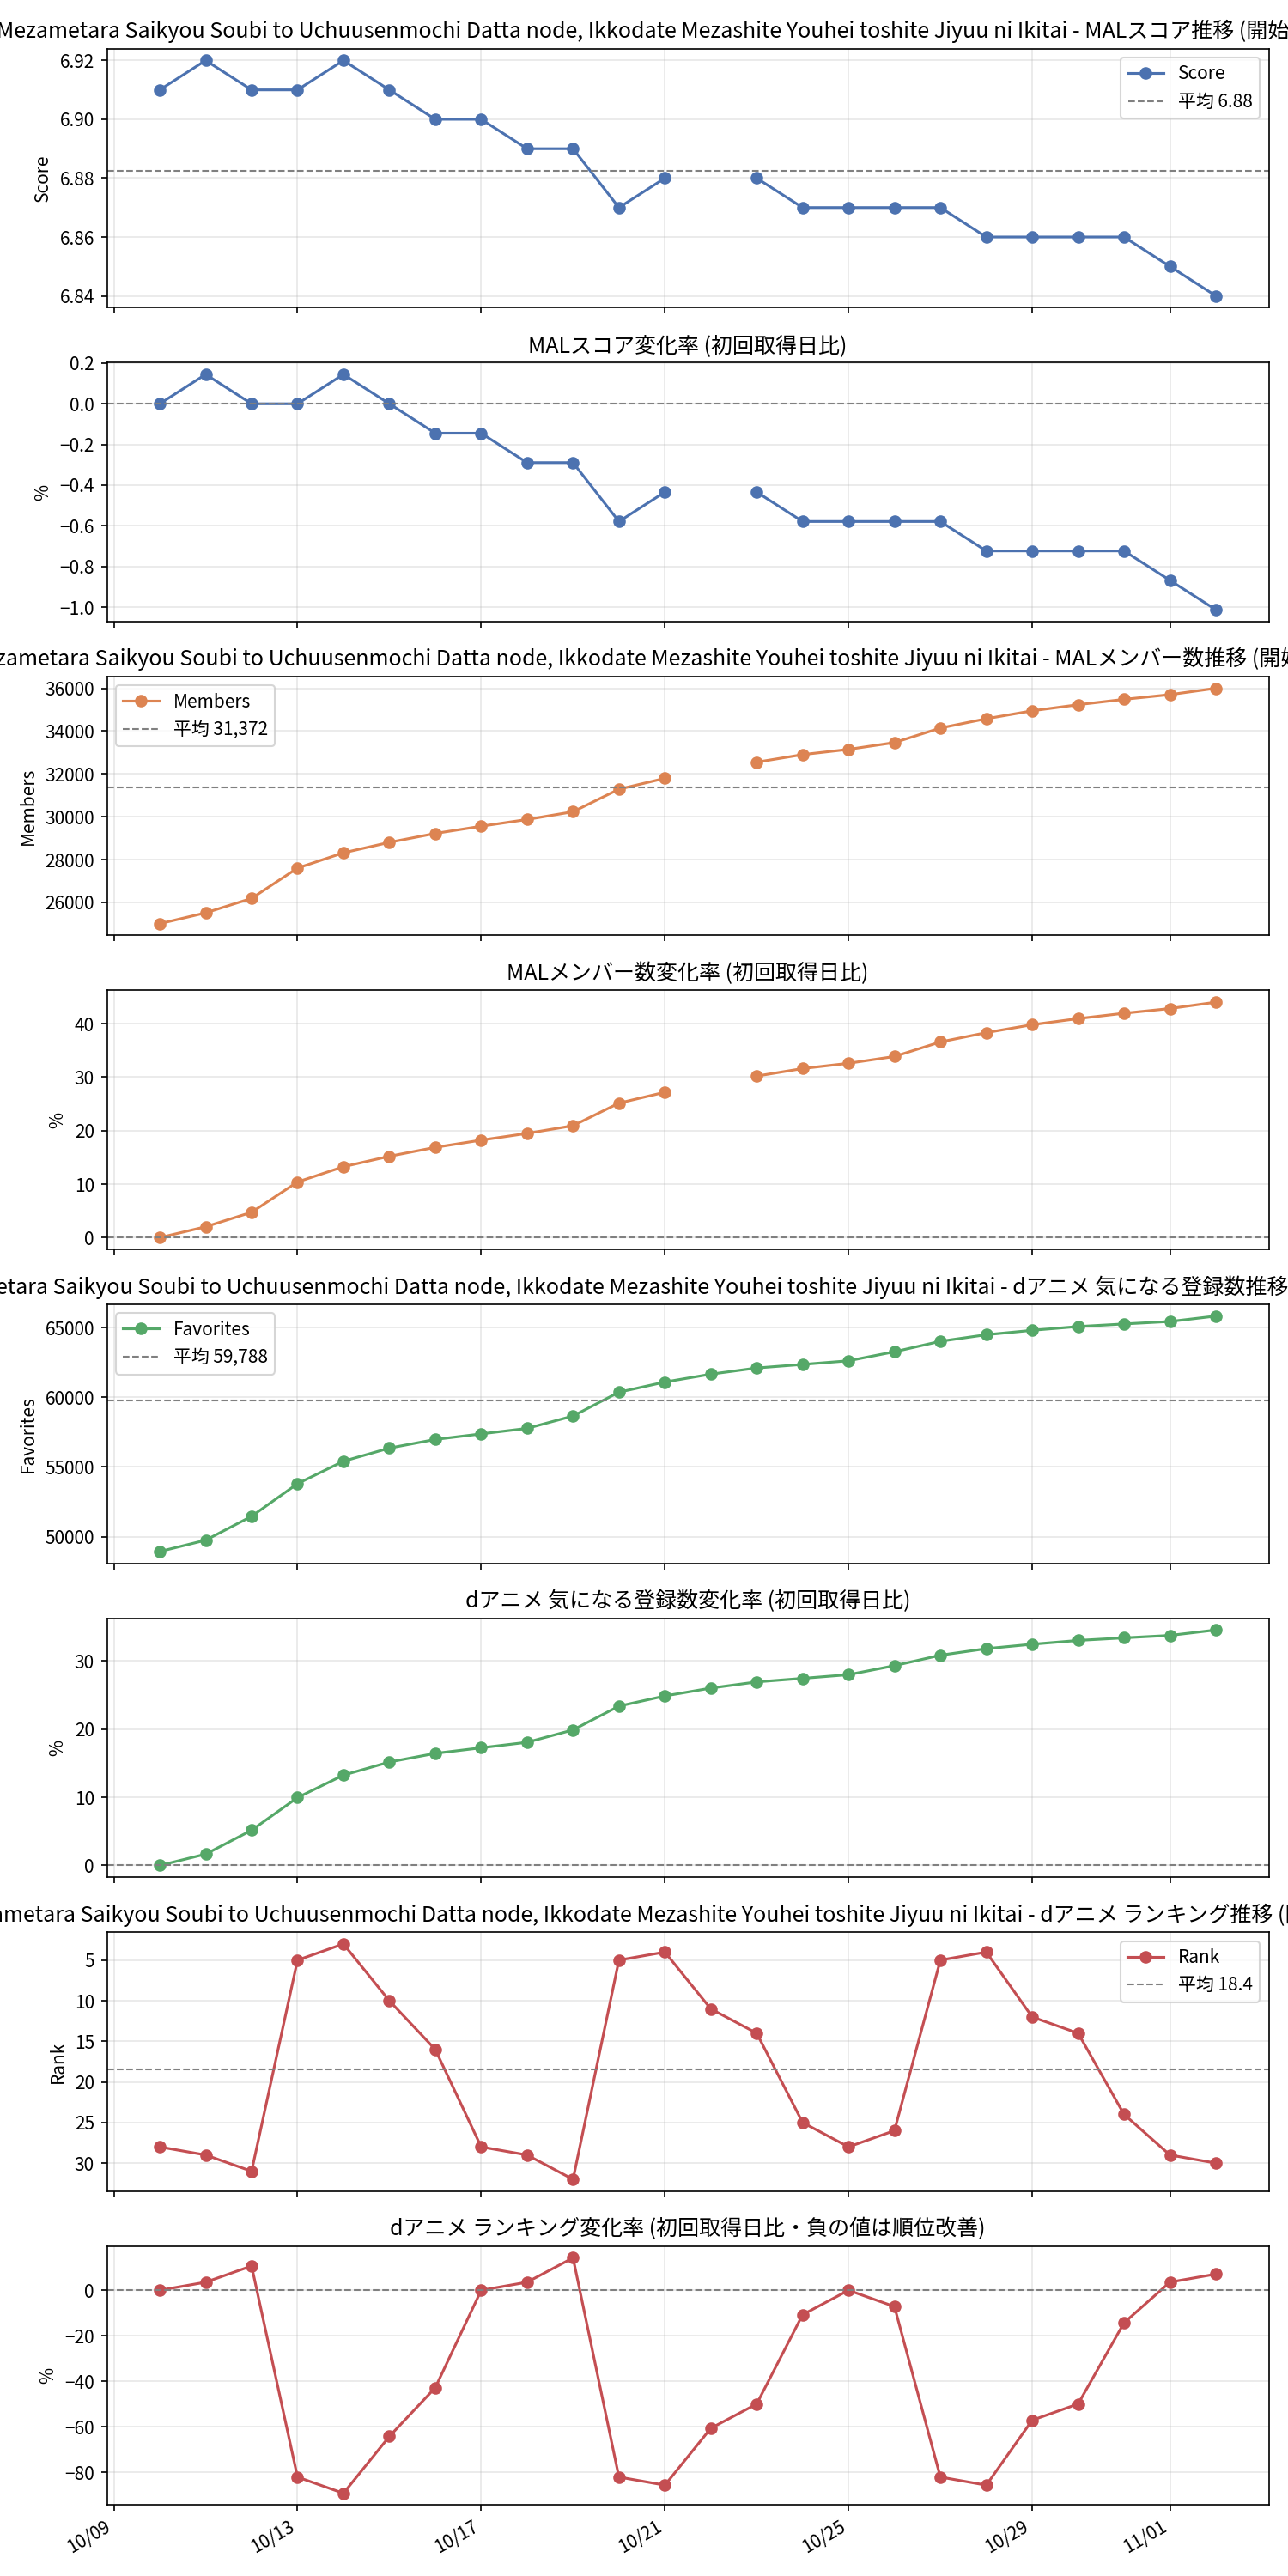 Mezametara Saikyou Soubi to Uchuusenmochi Datta node, Ikkodate Mezashite Youhei toshite Jiyuu ni Ikitai - MALスコア推移 (開始
6.92
6.90
6.88
6.86
6.84
Score
Score
平均 6.88
MALスコア変化率 (初回取得日比)
0.2
0.0
−0.2
−0.4
−0.6
−0.8
−1.0
%
zametara Saikyou Soubi to Uchuusenmochi Datta node, Ikkodate Mezashite Youhei toshite Jiyuu ni Ikitai - MALメンバー数推移 (開
36000
34000
32000
30000
28000
26000
Members
Members
平均 31,372
MALメンバー数変化率 (初回取得日比)
40
30
20
10
0
%
etara Saikyou Soubi to Uchuusenmochi Datta node, Ikkodate Mezashite Youhei toshite Jiyuu ni Ikitai - dアニメ 気になる登録数推移
65000
60000
55000
50000
Favorites
Favorites
平均 59,788
dアニメ 気になる登録数変化率 (初回取得日比)
30
20
10
0
%
metara Saikyou Soubi to Uchuusenmochi Datta node, Ikkodate Mezashite Youhei toshite Jiyuu ni Ikitai - dアニメ ランキング推移 (
5
10
15
20
25
30
Rank
Rank
平均 18.4
dアニメ ランキング変化率 (初回取得日比・負の値は順位改善)
0
−20
−40
−60
−80
%
10/09
10/13
10/17
10/21
10/25
10/29
11/01